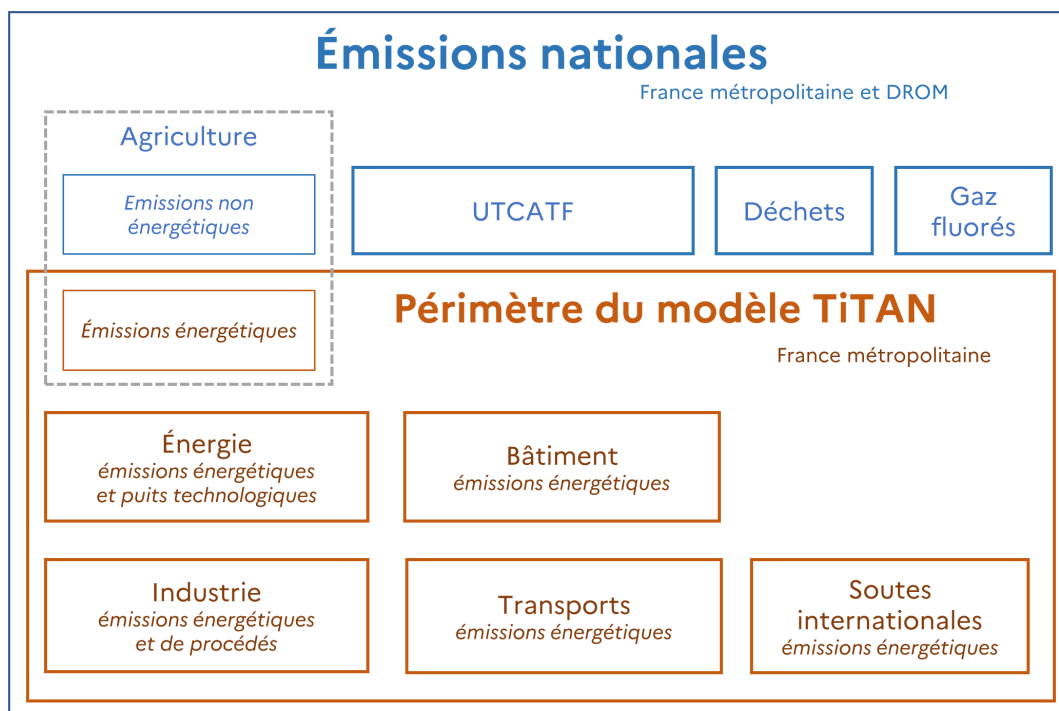 Émissions nationales
France métropolitaine et DROM
Agriculture
Emissions non
énergétiques
UTCATF
Déchets
Gaz
fluorés
Émissions énergétiques
Périmètre du modèle TiTAN
France métropolitaine
Énergie
émissions énergétiques
et puits technologiques
Bâtiment
émissions énergétiques
Industrie
émissions énergétiques
et de procédés
Transports
émissions énergétiques
Soutes
internationales
émissions énergétiques